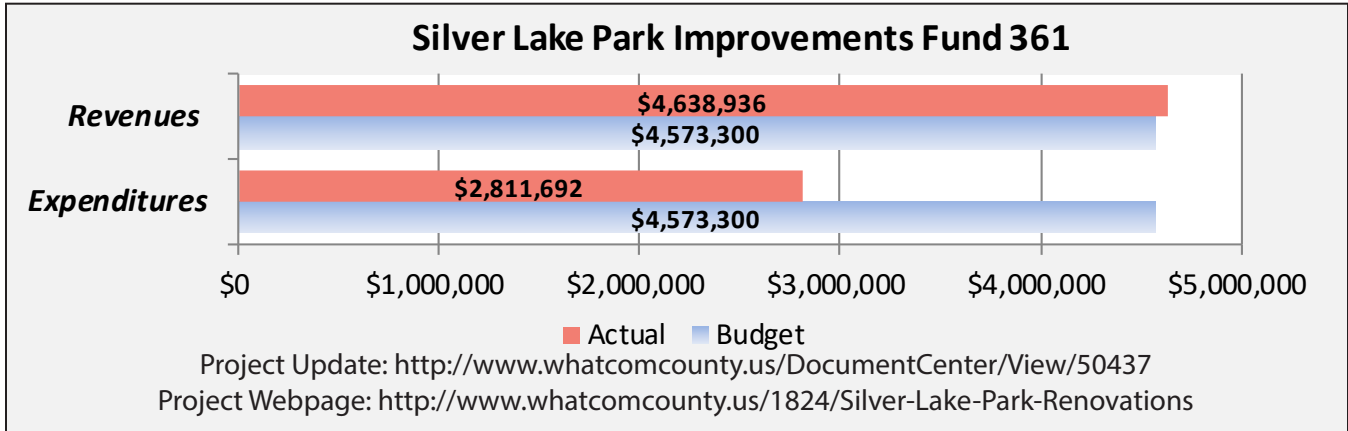 Silver Lake Park Improvements Fund 361
Revenues
$4,638,936
$4,573,300
Expenditures
$2,811,692
$4,573,300
$0 $1,000,000 $2,000,000 $3,000,000 $4,000,000 $5,000,000
Actual Budget
Project Update: http://www.whatcomcounty.us/DocumentCenter/View/50437
Project Webpage: http://www.whatcomcounty.us/1824/Silver-Lake-Park-Renovations